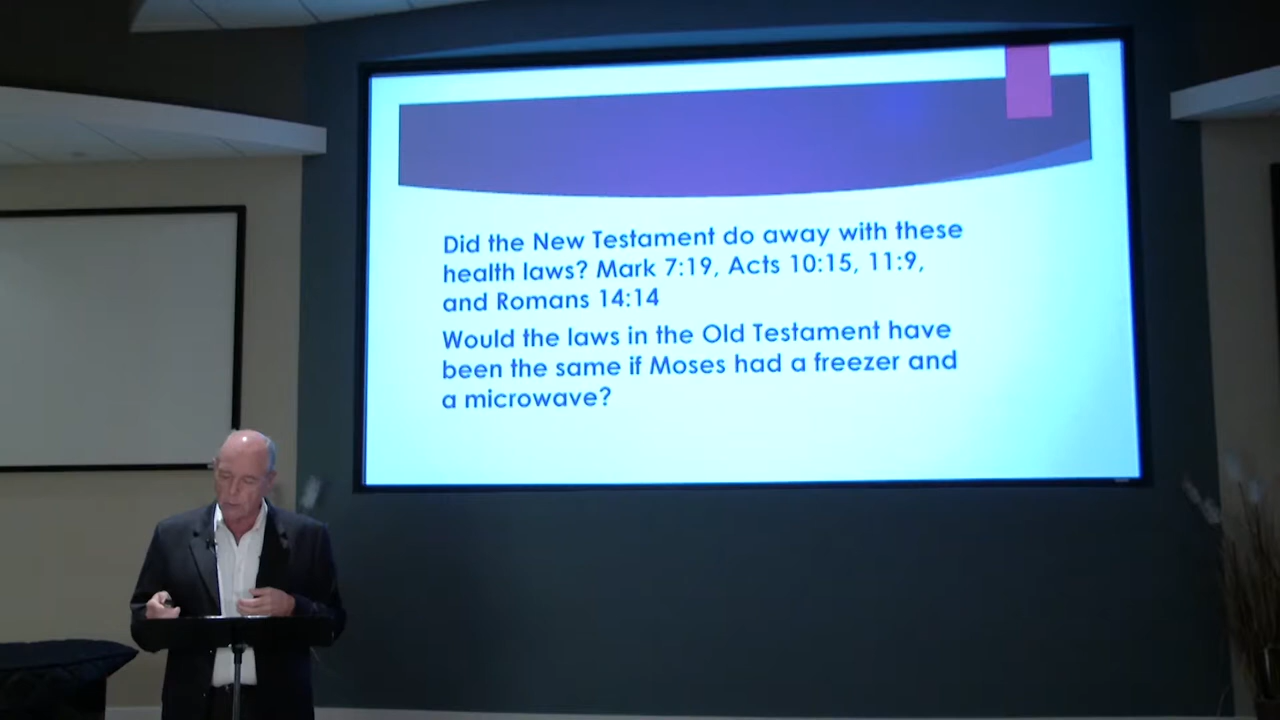 Did the New Testament do away with these
health laws? Mark 7:19, Acts 10:15, 11:9,
and Romans 14:14
Would the laws in the Old Testament have
been the same if Moses had a freezer and
a microwave?